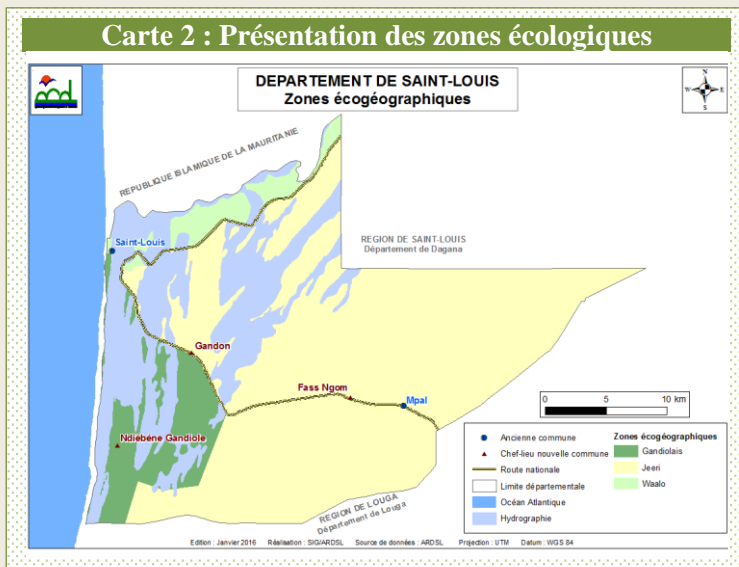 Carte 2 : Présentation des zones écologiques
DEPARTEMENT DE SAINT-LOUIS
Zones écogéographiques
N
W E
S
REPUBLIQUE ISLAMIQUE DE LA MAURITANIE
Saint-Louis
REGION DE SAINT-LOUIS
Département de Dagana
Gandon
Fass Ngom
Mpal
Ndiébéne Gandiole
0 5 10 km
Ancienne commune
Chef-lieu nouvelle commune
Route nationale
Limite départementale
Océan Atlantique
Hydrographie
Zones écogéographiques
Gandiolais
Jeeri
Waalo
REGION DE LOUGA
Département de Louga
Edition : Janvier 2016 Réalisation : SIG/ARDSL Source de données : ARDSL Projection : UTM Datum : WGS 84